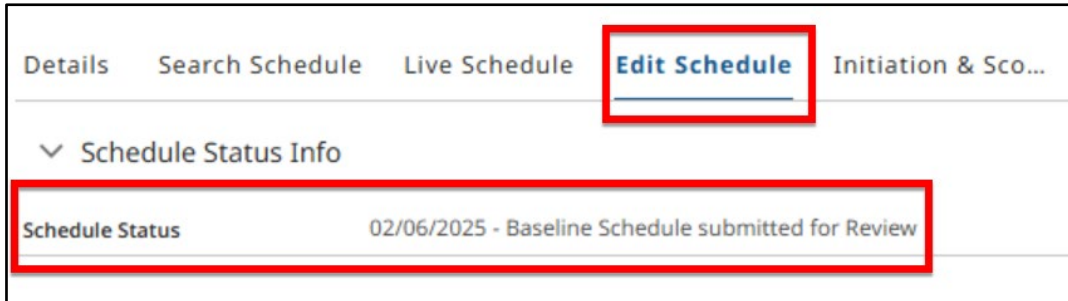 Details Search Schedule Live Schedule Edit Schedule Initiation & Sco...
Schedule Status Info
Schedule Status 02/06/2025 - Baseline Schedule submitted for Review